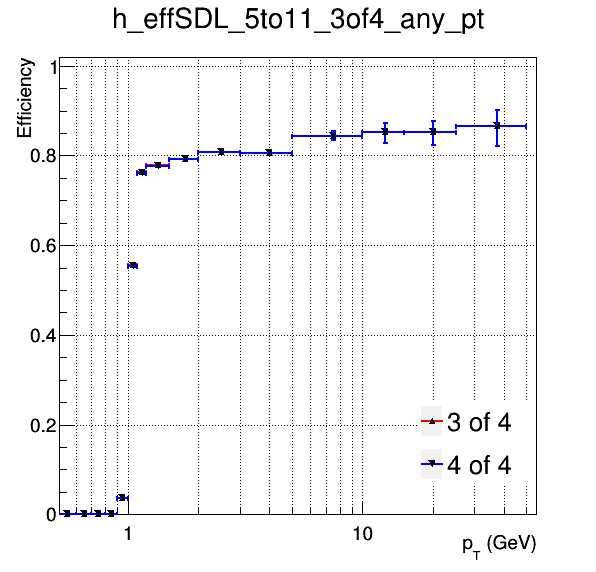 h_effSDL_5to11_3of4_any_pt
Efficiency
1
0.8
0.6
0.4
0.2
0
3 of 4
4 of 4
1
10
p_T (GeV)